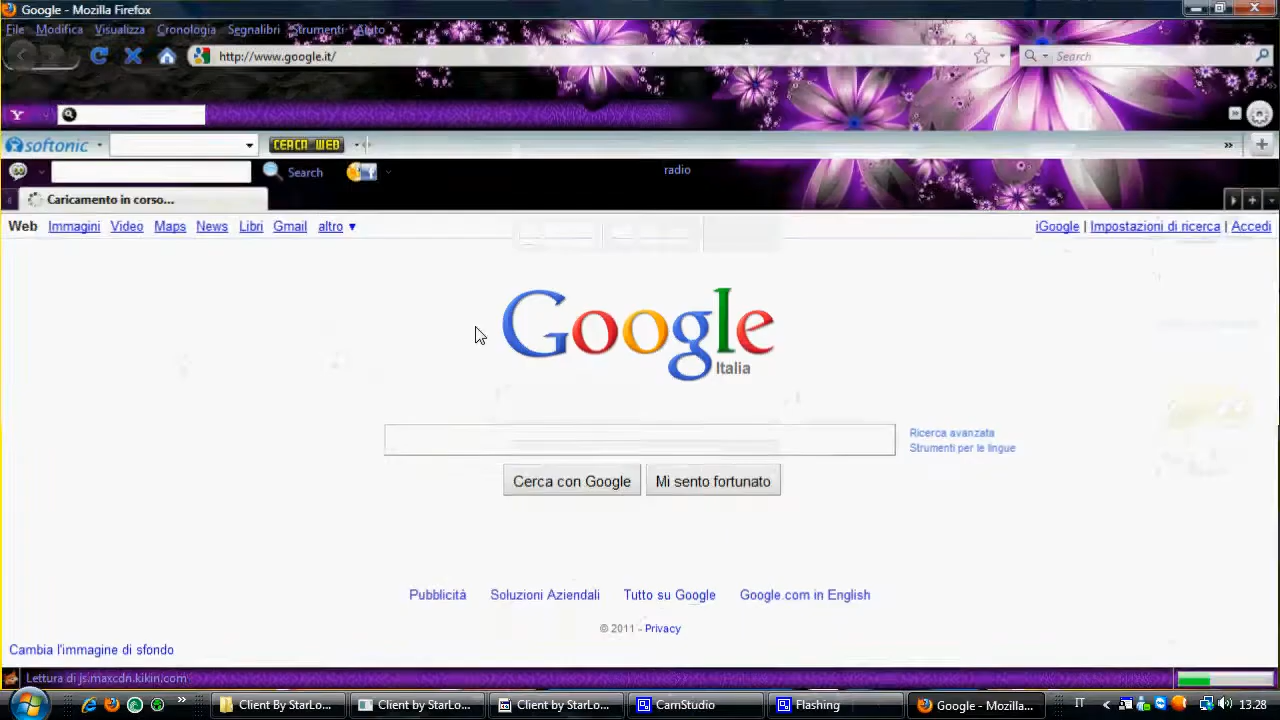 Google - Mozilla Firefox
File Modifica Visualizza Cronologia Segnalibri Strumenti Aiuto
http://www.google.it/ Search
Y
softonic CERCA WEB
Search radio
Caricamento in corso...
Web Immagini Video Maps News Libri Gmail altro ▼ iGoogle | Impostazioni di ricerca | Accedi
Google
Italia
Ricerca avanzata
Strumenti per le lingue
Cerca con Google Mi sento fortunato
Pubblicità Soluzioni Aziendali Tutto su Google Google.com in English
© 2011 - Privacy
Cambia l'immagine di sfondo
Lettura di js.maxcdn.kikin.com
Client By StarLo... Client by StarLo... Client by StarLo... CamStudio Flashing Google - Mozilla... IT 13.28